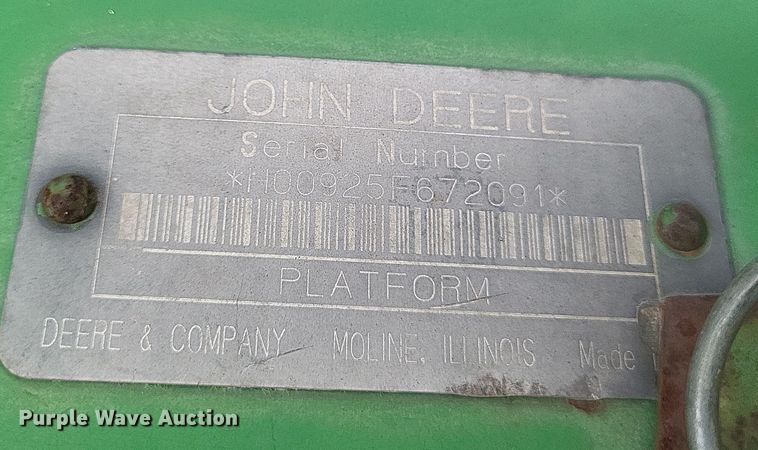 JOHN DEERE
Serial Number
*H00925F672091*
PLATFORM
DEERE & COMPANY MOLINE, ILLINOIS Made
Purple Wave Auction